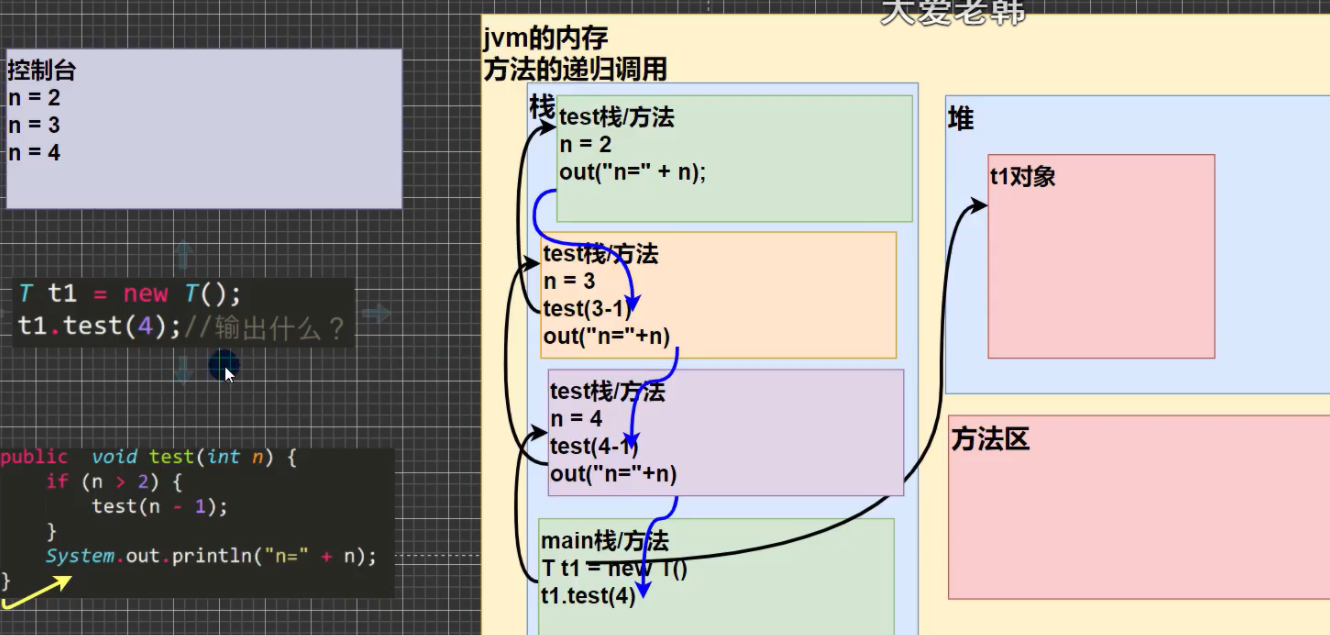 大爱老韩
控制台
n = 2
n = 3
n = 4
T t1 = new T();
t1.test(4);//输出什么？
public  void test(int n) {
if (n > 2) {
test(n - 1);
}
System.out.println("n=" + n);
}
jvm的内存
方法的递归调用
栈
test栈/方法
n = 2
out("n=" + n);
test栈/方法
n = 3
test(3-1)
out("n="+n)
test栈/方法
n = 4
test(4-1)
out("n="+n)
main栈/方法
T t1 = new T()
t1.test(4)
堆
t1对象
方法区